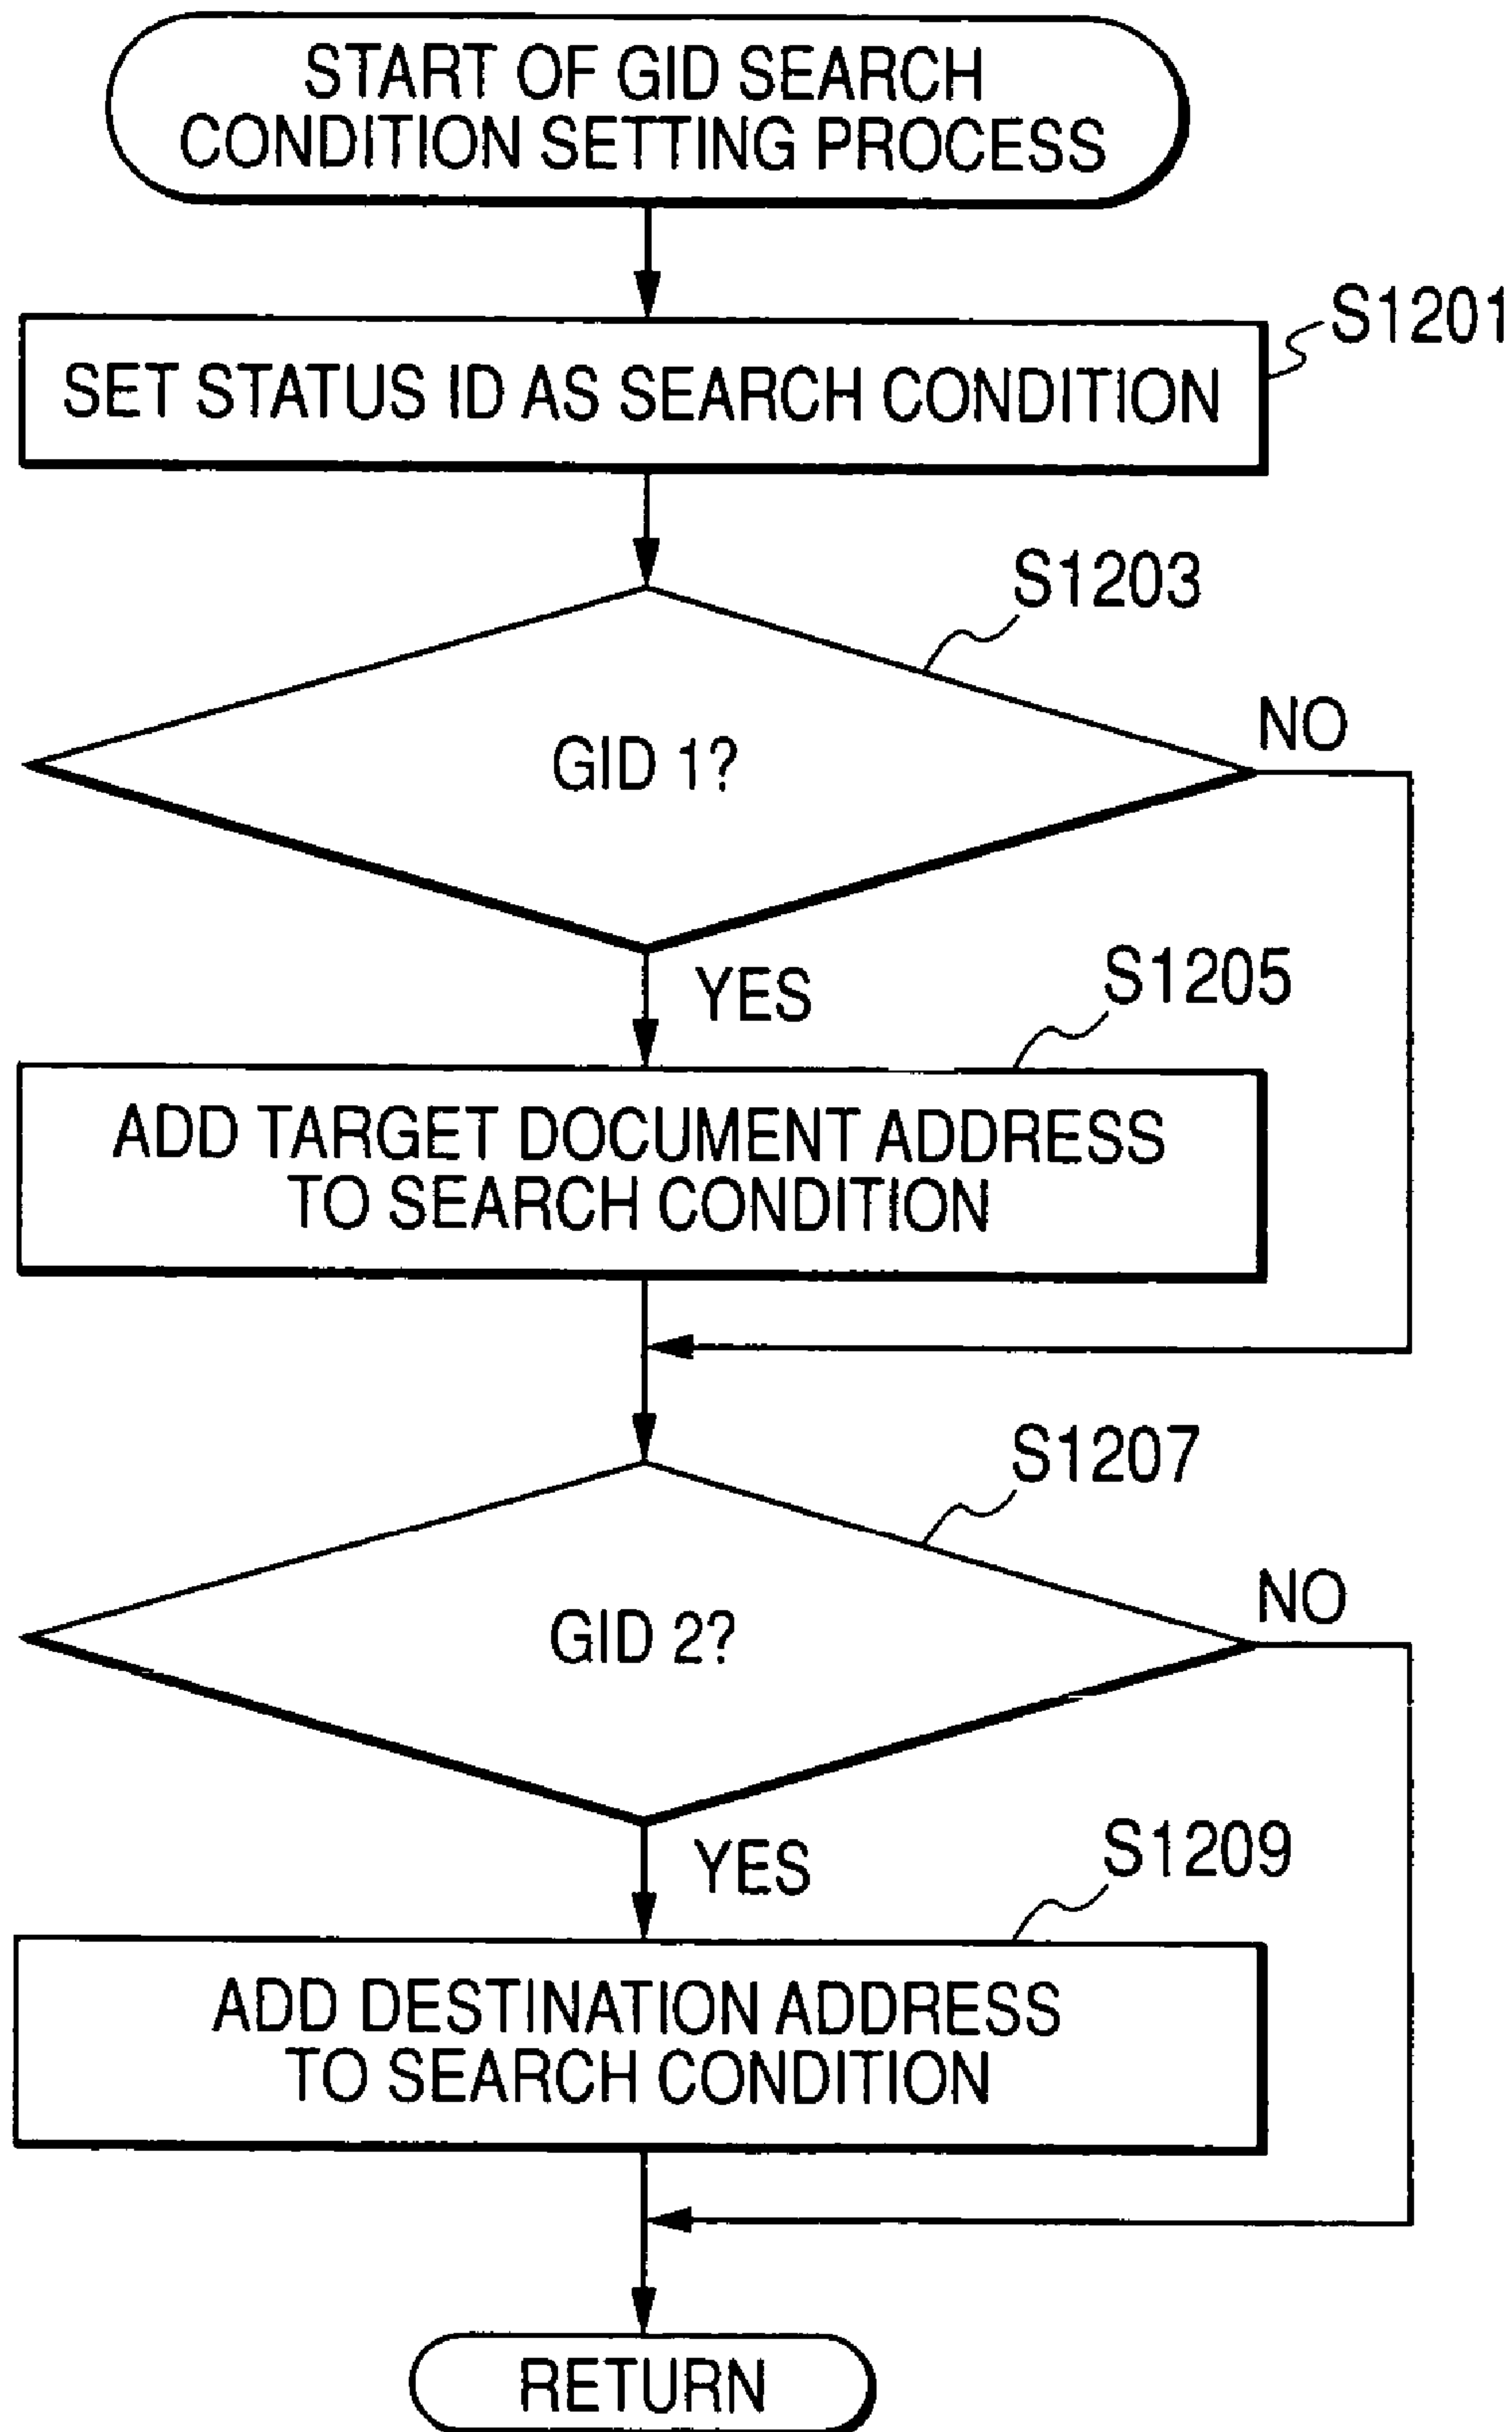 START OF GID SEARCH
CONDITION SETTING PROCESS
S1201
SET STATUS ID AS SEARCH CONDITION
S1203
GID 1?
NO
YES
S1205
ADD TARGET DOCUMENT ADDRESS
TO SEARCH CONDITION
S1207
GID 2?
NO
YES
S1209
ADD DESTINATION ADDRESS
TO SEARCH CONDITION
RETURN